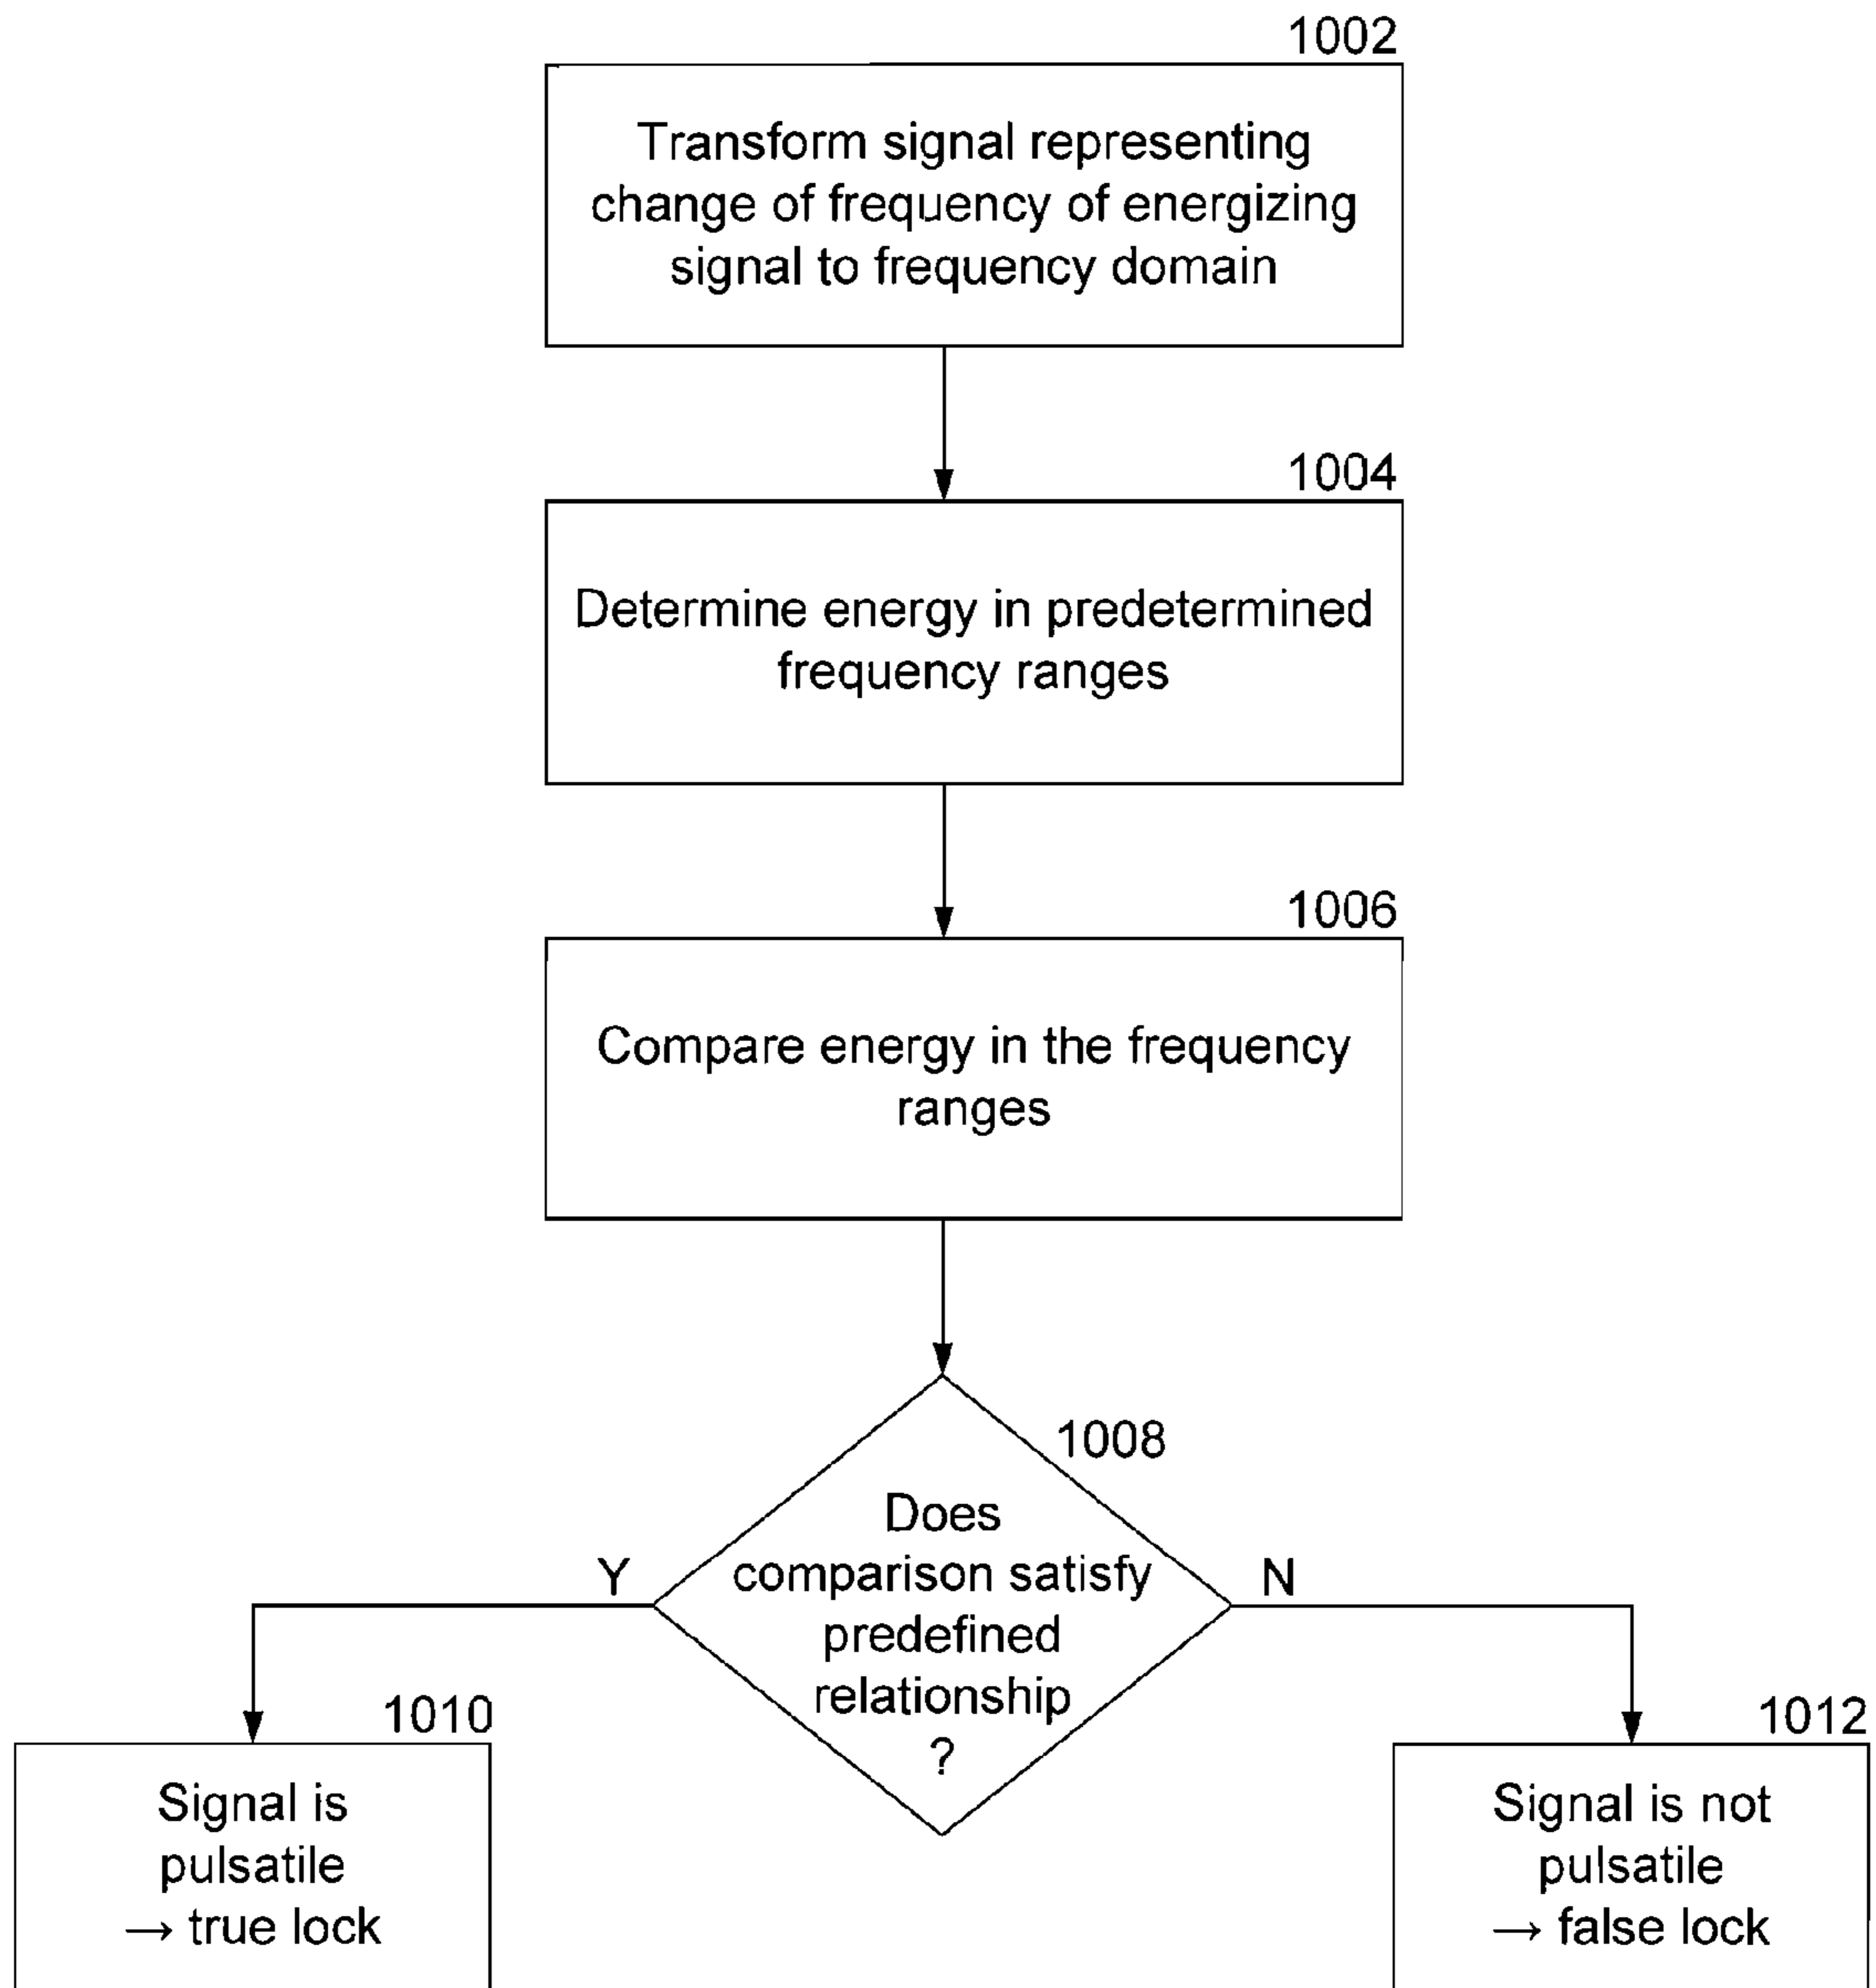 1002
Transform signal representing
change of frequency of energizing
signal to frequency domain
1004
Determine energy in predetermined
frequency ranges
1006
Compare energy in the frequency
ranges
1008
Does
comparison satisfy
predefined
relationship
?
Y
N
1010
Signal is
pulsatile
→ true lock
1012
Signal is not
pulsatile
→ false lock